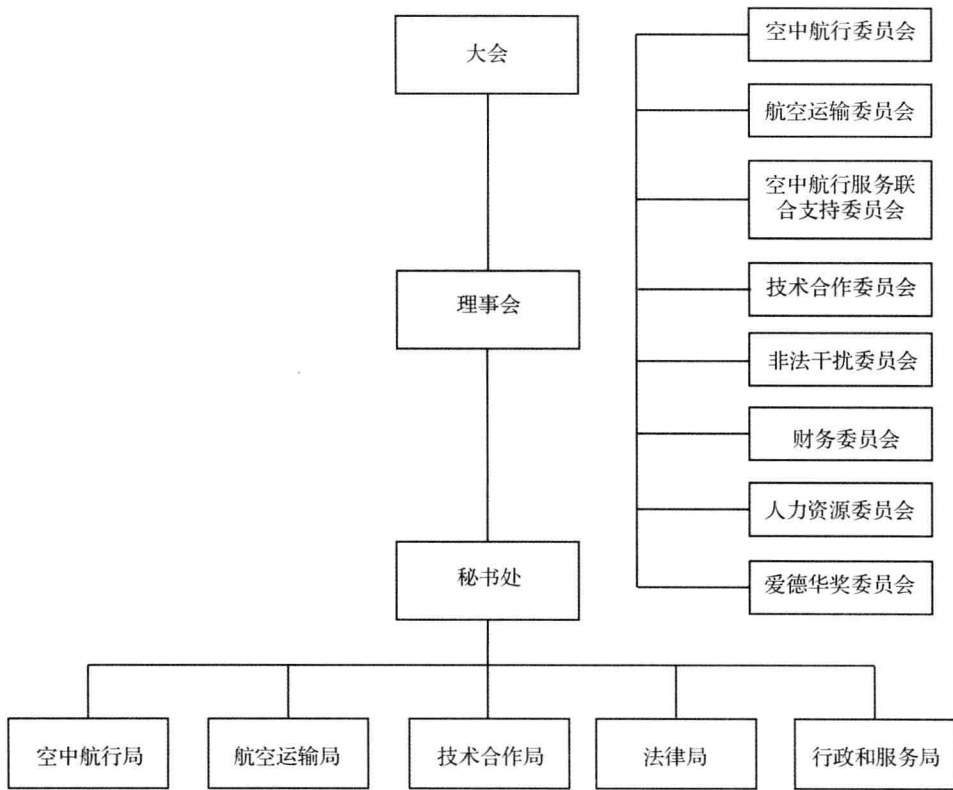 大会
理事会
秘书处
空中航行委员会
航空运输委员会
空中航行服务联
合支持委员会
技术合作委员会
非法干扰委员会
财务委员会
人力资源委员会
爱德华奖委员会
空中航行局
航空运输局
技术合作局
法律局
行政和服务局